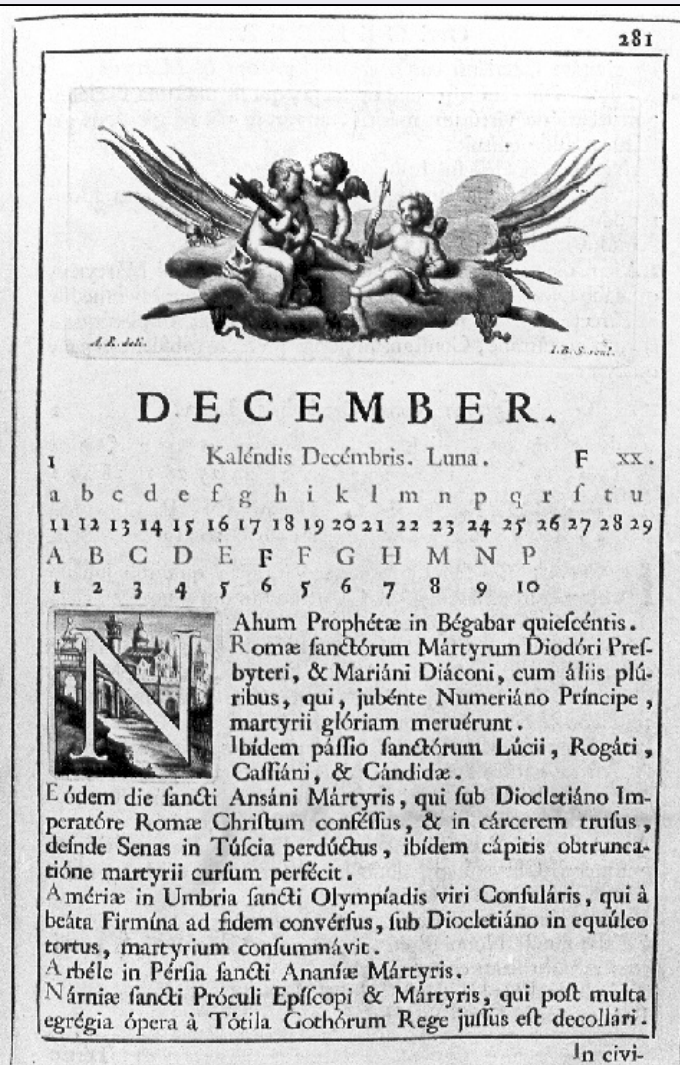 281
A. R. deli.
I. B. S. scul.
DECEMBER.
1 Kaléndis Decémbris. Luna. F XX.
a b c d e f g h i k l m n p q r ſ t u
11 12 13 14 15 16 17 18 19 20 21 22 23 24 25 26 27 28 29
A B C D E F F G H M N P
1 2 3 4 5 6 5 6 7 8 9 10
NAhum Prophétæ in Bégabar quieſcéntis.
Romæ ſanctórum Mártyrum Diodóri Preſ-
byteri, & Mariáni Diáconi, cum áliis plú-
ribus, qui, jubénte Numeriáno Príncipe,
martyrii glóriam meruérunt.
Ibídem páſſio ſanctórum Lúcii, Rogáti,
Caſſiáni, & Cándidæ.
Eódem die ſancti Ansáni Mártyris, qui ſub Diocletiáno Im-
peratóre Romæ Chriſtum conféſſus, & in cárcerem truſus,
deínde Senas in Túſcia perdúctus, ibídem cápitis obtrunca-
tióne martyrii curſum perfécit.
Amériæ in Umbria ſancti Olympíadis viri Conſuláris, qui à
beáta Firmína ad fidem convérſus, ſub Diocletiáno in equúleo
tortus, martyrium conſummávit.
Arbéle in Pérſia ſancti Ananíæ Mártyris.
Nárniæ ſancti Próculi Epíſcopi & Mártyris, qui poſt multa
egrégia ópera à Tótila Gothórum Rege juſſus eſt decollári.
In civi-